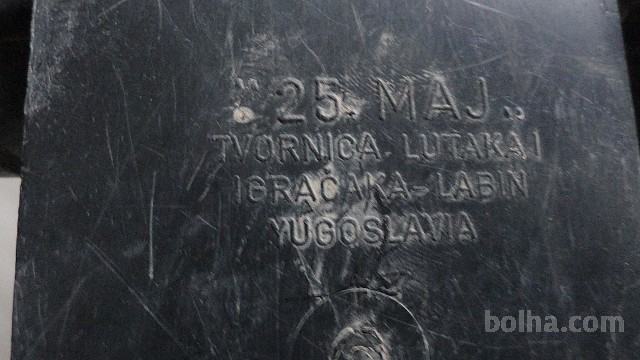 „25. MAJ„
TVORNICA LUTAKA I
IGRAČAKA-LABIN
YUGOSLAVIA
bolha.com